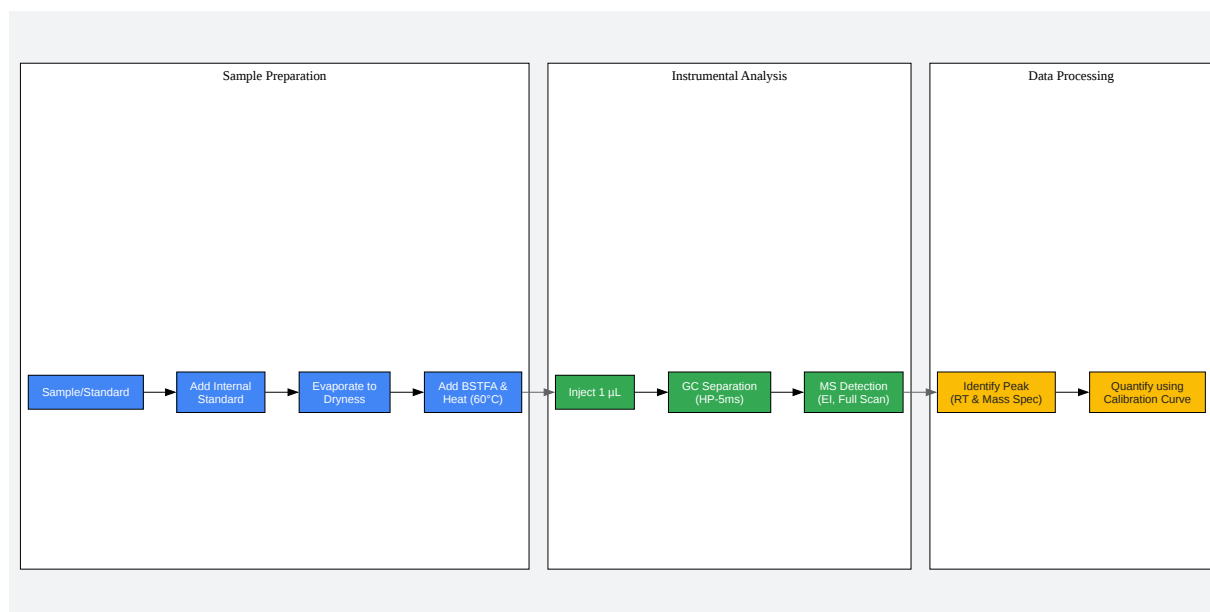 Sample Preparation
Sample/Standard
Add Internal
Standard
Evaporate to
Dryness
Add BSTFA &
Heat (60°C)
Instrumental Analysis
Inject 1 µL
GC Separation
(HP-5ms)
MS Detection
(EI, Full Scan)
Data Processing
Identify Peak
(RT & Mass Spec)
Quantify using
Calibration Curve